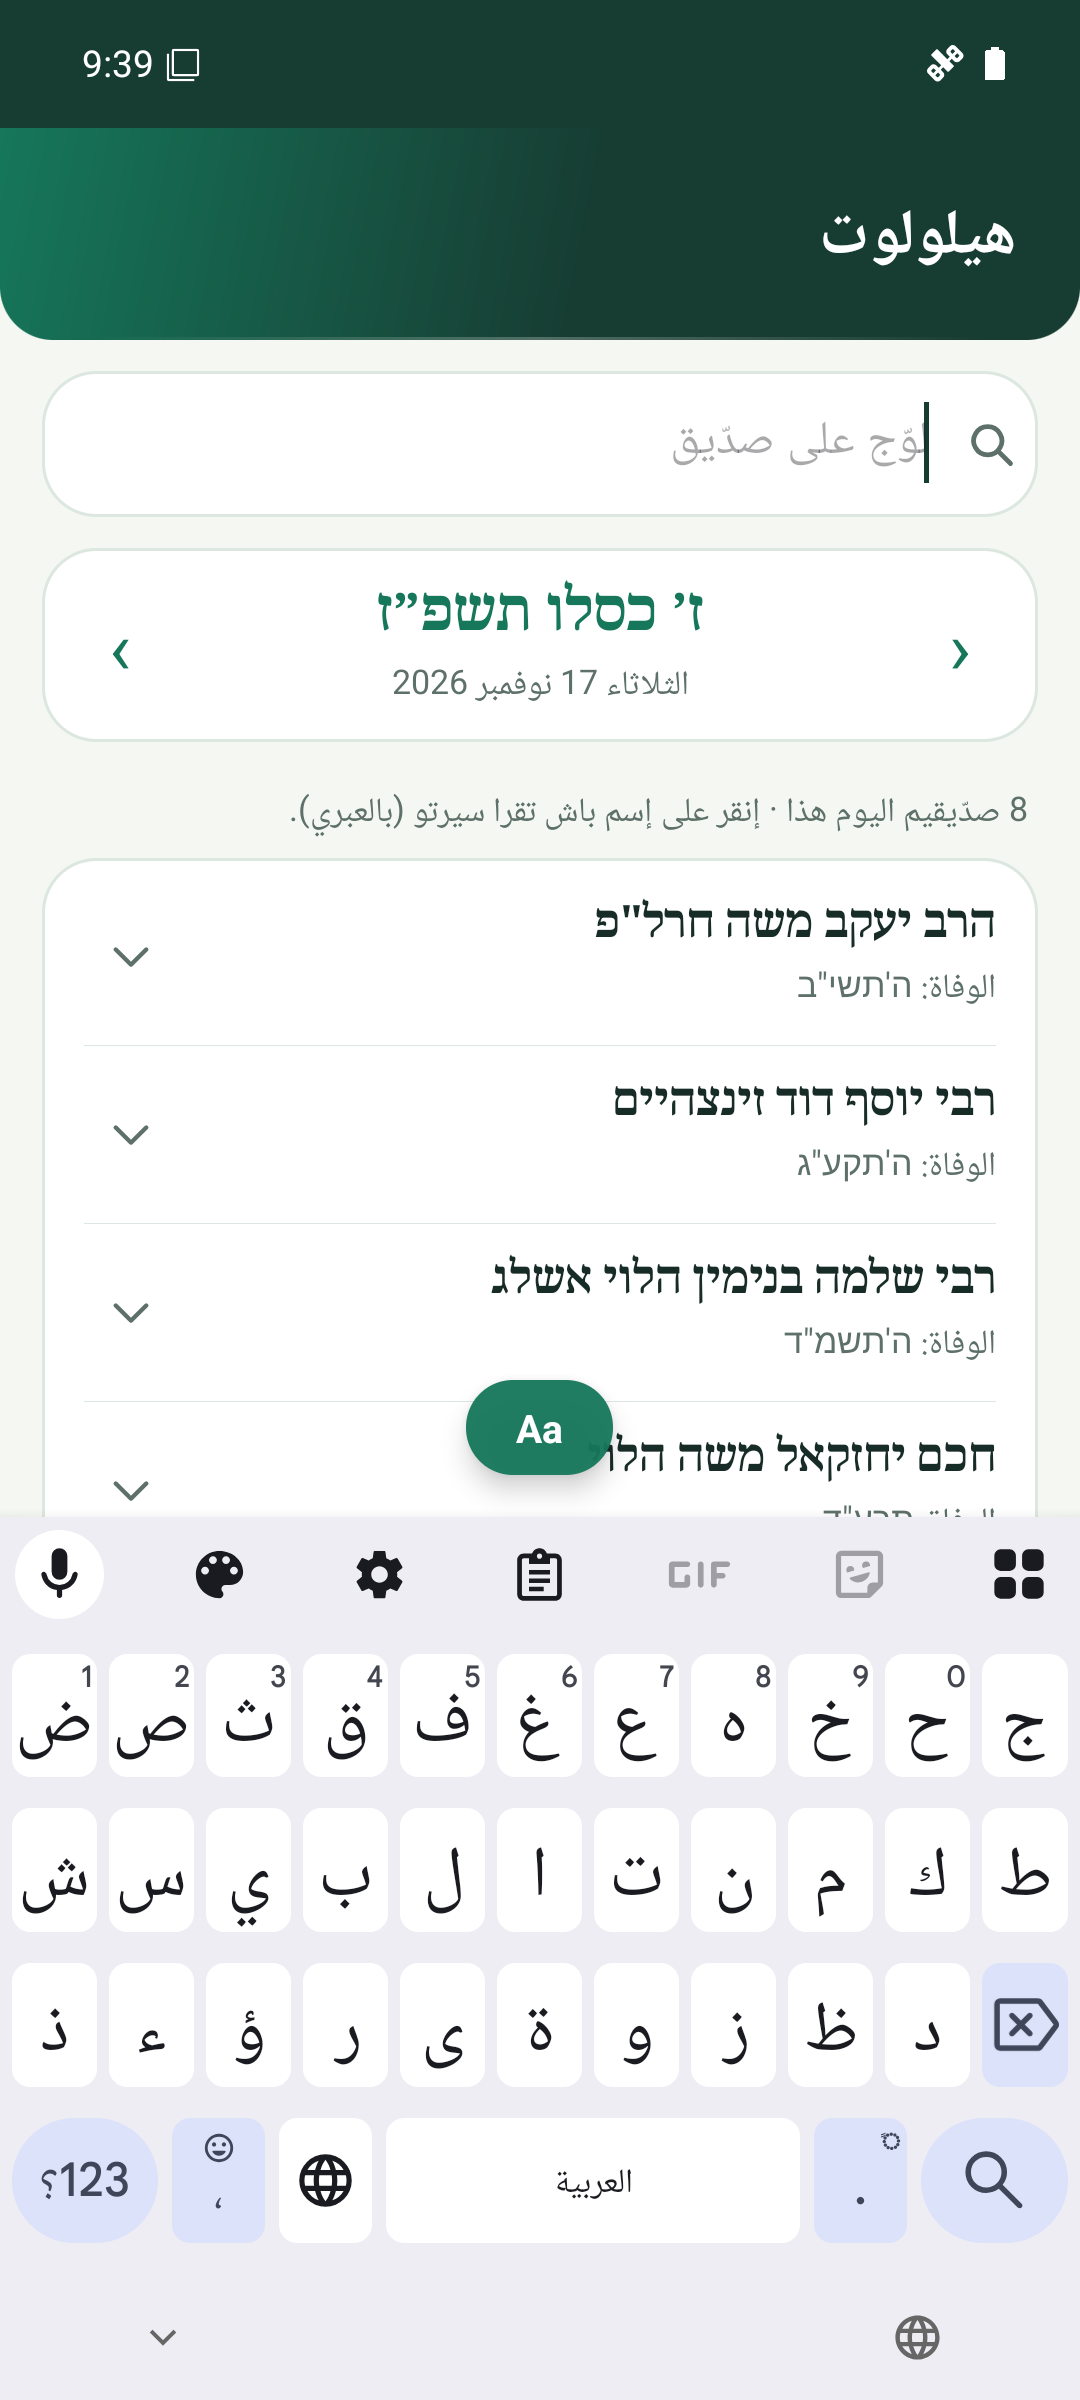 9:39
هيلولوت
لوّج على صدّيق
ז׳ כסלו תשפ״ז
الثلاثاء 17 نوفمبر 2026
8 صدّيقيم اليوم هذا · إنقر على إسم باش تقرا سيرتو (بالعبري).
הרב יעקב משה חרל"פ
الوفاة: ה'תשי"ב
רבי יוסף דוד זינצהיים
الوفاة: ה'תקע"ג
רבי שלמה בנימין הלוי אשלג
الوفاة: ה'תשמ"ד
Aa
חכם יחזקאל משה הלוי
GIF
1 2 3 4 5 6 7 8 9 0
ض ص ث ق ف غ ع ه خ ح ج
ش س ي ب ل ا ت ن م ك ط
ذ ء ؤ ر ى ة و ز ظ د
؟123 ، العربية .